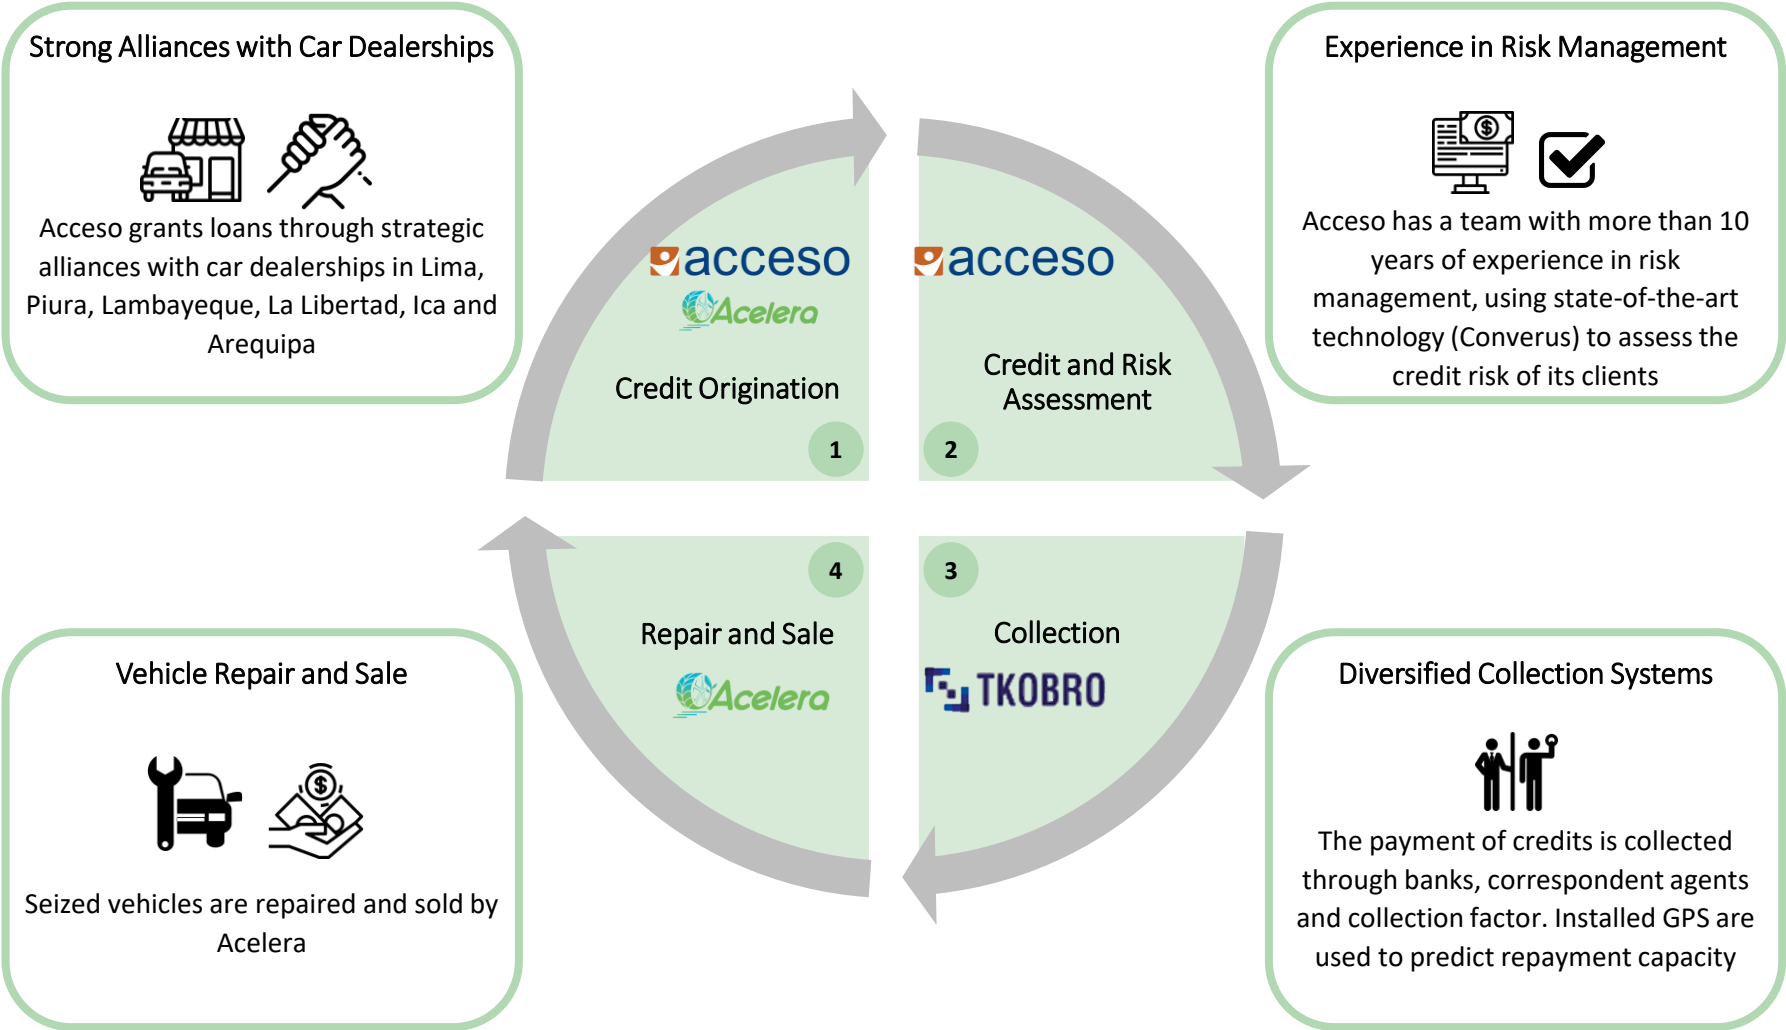 Strong Alliances with Car Dealerships
Acceso grants loans through strategic
alliances with car dealerships in Lima,
Piura, Lambayeque, La Libertad, Ica and
Arequipa
Experience in Risk Management
$
Acceso has a team with more than 10
years of experience in risk
management, using state-of-the-art
technology (Converus) to assess the
credit risk of its clients
acceso
Acelera
Credit Origination
1
acceso
Credit and Risk
Assessment
2
4
Repair and Sale
Acelera
3
Collection
TKOBRO
Vehicle Repair and Sale
$
Seized vehicles are repaired and sold by
Acelera
Diversified Collection Systems
The payment of credits is collected
through banks, correspondent agents
and collection factor. Installed GPS are
used to predict repayment capacity